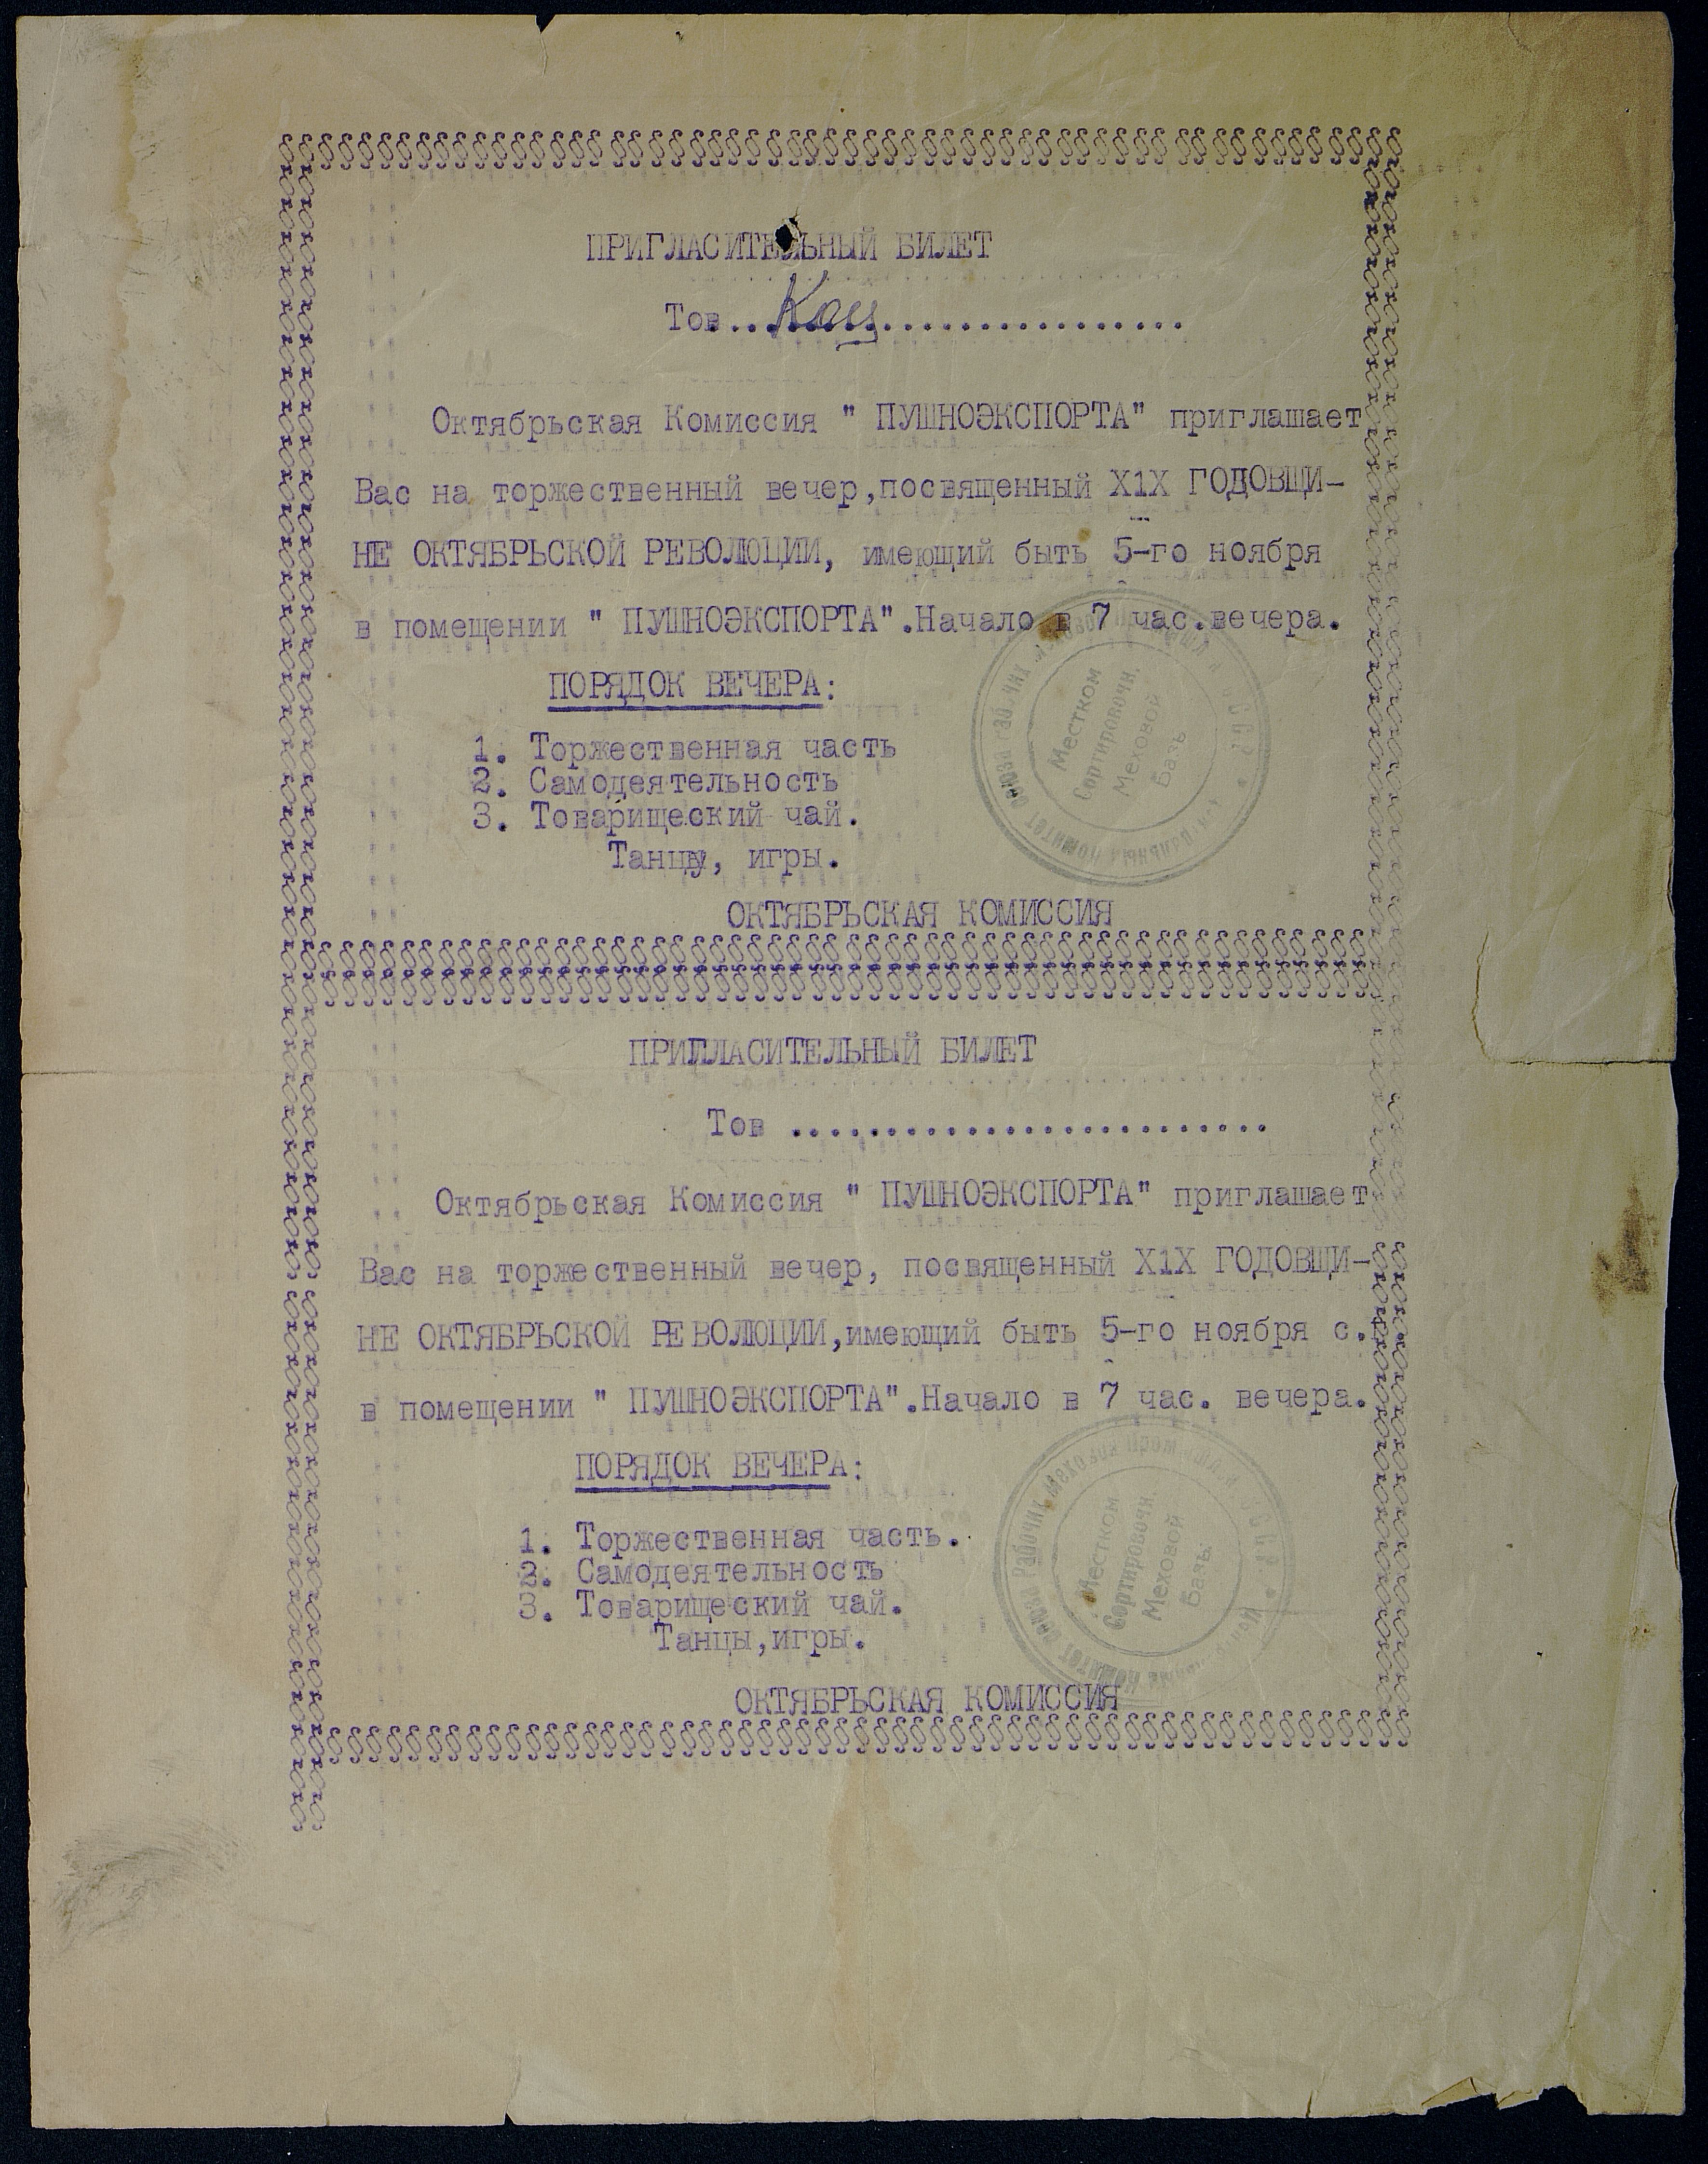 ПРИГЛАСИТЕЛЬНЫЙ БИЛЕТ
Тов...Кац................
Октябрьская Комиссия " ПУШНОЭКСПОРТА" приглашает
Вас на торжественный вечер,посвященный Х1Х ГОДОВЩИ-
НЕ ОКТЯБРЬСКОЙ РЕВОЛЮЦИИ, имеющий быть 5-го ноября
в помещении " ПУШНОЭКСПОРТА".Начало в 7 час.вечера.
ПОРЯДОК ВЕЧЕРА:
1. Торжественная часть
2. Самодеятельность
3. Товарищеский чай.
Танцы, игры.
Местком
Сортировочн.
Меховой
Базы
ОКТЯБРЬСКАЯ КОМИССИЯ
ПРИГЛАСИТЕЛЬНЫЙ БИЛЕТ
Тов ..........................
Октябрьская Комиссия " ПУШНОЭКСПОРТА" приглашает
Вас на торжественный вечер, посвященный Х1Х ГОДОВЩИ-
НЕ ОКТЯБРЬСКОЙ РЕВОЛЮЦИИ,имеющий быть 5-го ноября с.
в помещении " ПУШНОЭКСПОРТА".Начало в 7 час. вечера.
ПОРЯДОК ВЕЧЕРА:
1. Торжественная часть.
2. Самодеятельность
3. Товарищеский чай.
Танцы,игры.
Местком
Сортировочн.
Меховой
Базы
ОКТЯБРЬСКАЯ КОМИССИЯ